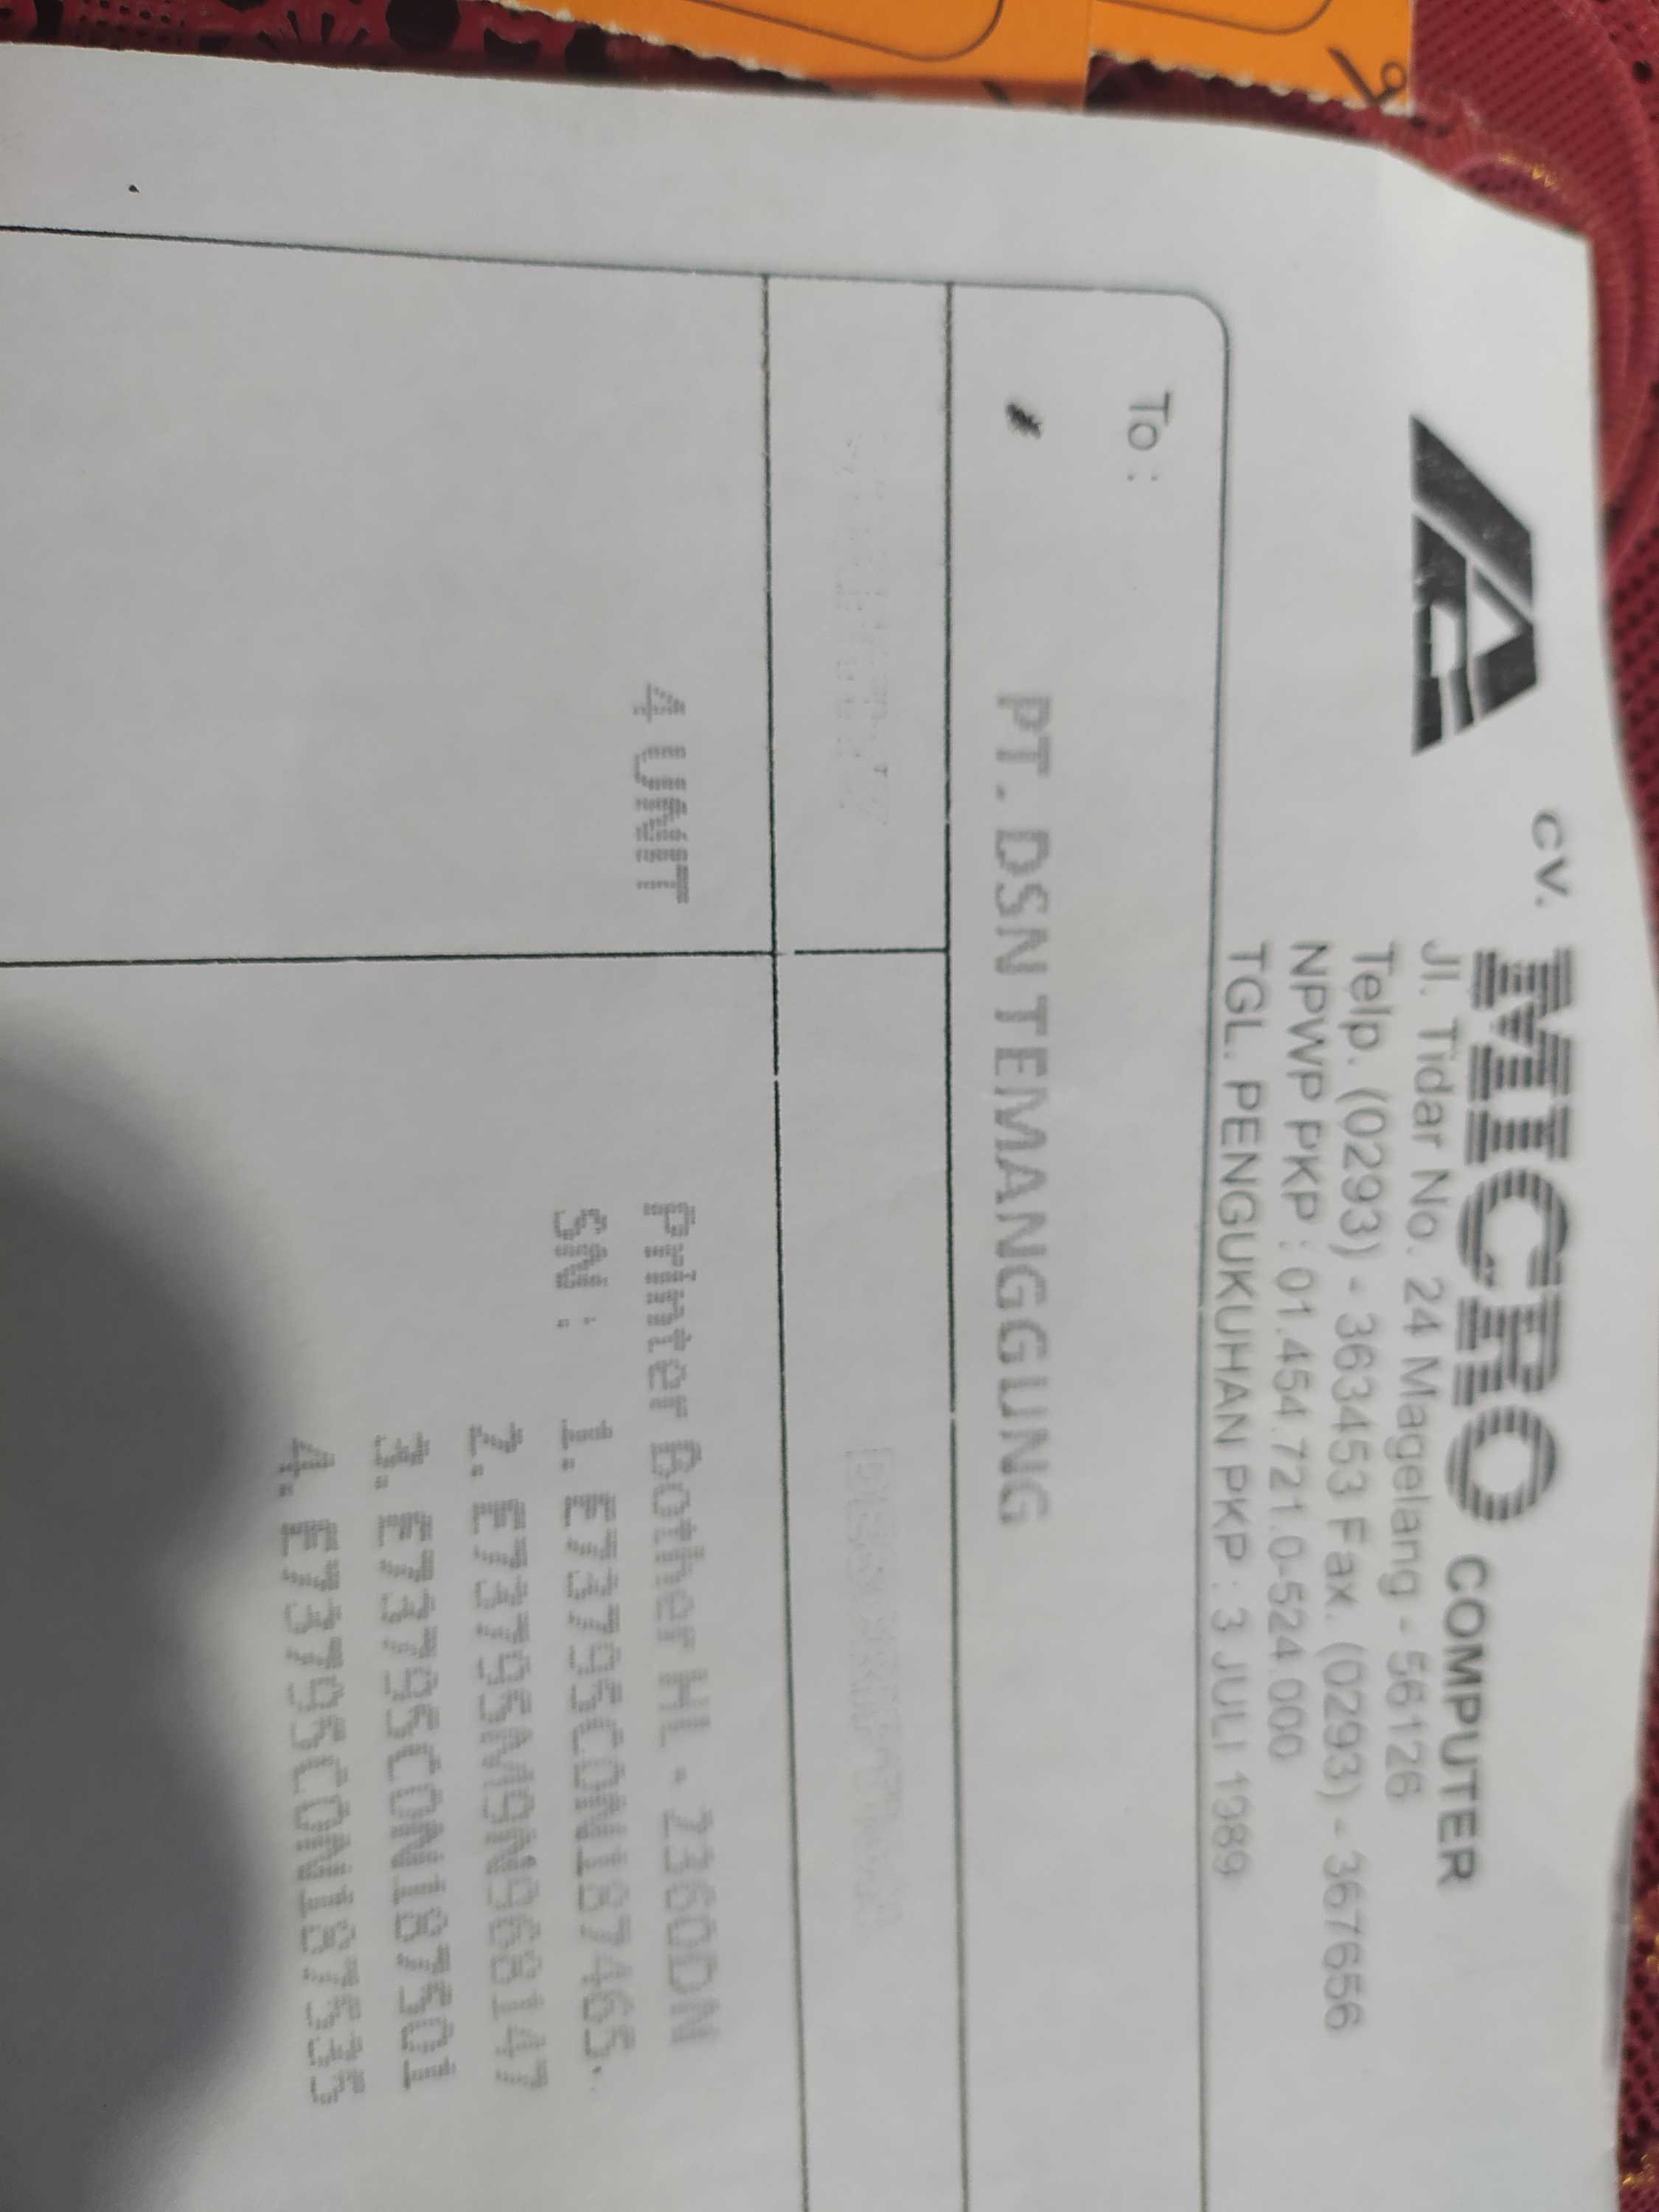 CV. MICRO COMPUTER
Jl. Tidar No. 24 Magelang - 56126
Telp. (0293) - 363453 Fax. (0293) - 367656
NPWP PKP : 01.454.721.0-524.000
TGL. PENGUKUHAN PKP : 3 JULI 1989
To :
PT. DSN TEMANGGUNG
4 UNIT
Printer Bother HL - 2360DN
SN : 1. E73795C0N187465.
2. E73795M9N968147
3. E73795C0N187501
4. E73795C0N187535